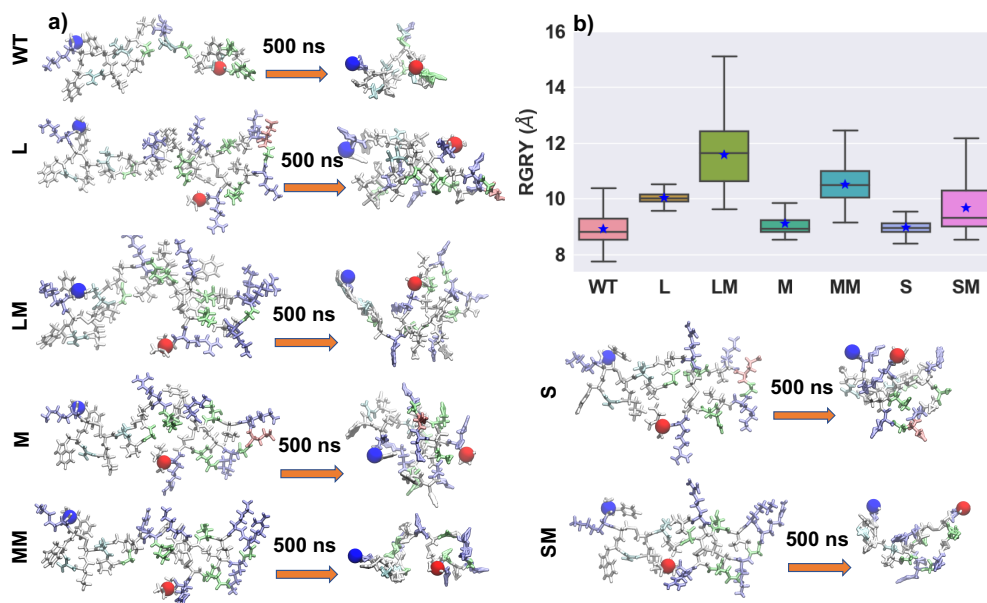 a)
WT
500 ns
L
500 ns
LM
500 ns
M
500 ns
MM
500 ns
b)
RGRY (Å)
16
14
12
10
8
WT L LM M MM S SM
S
500 ns
SM
500 ns